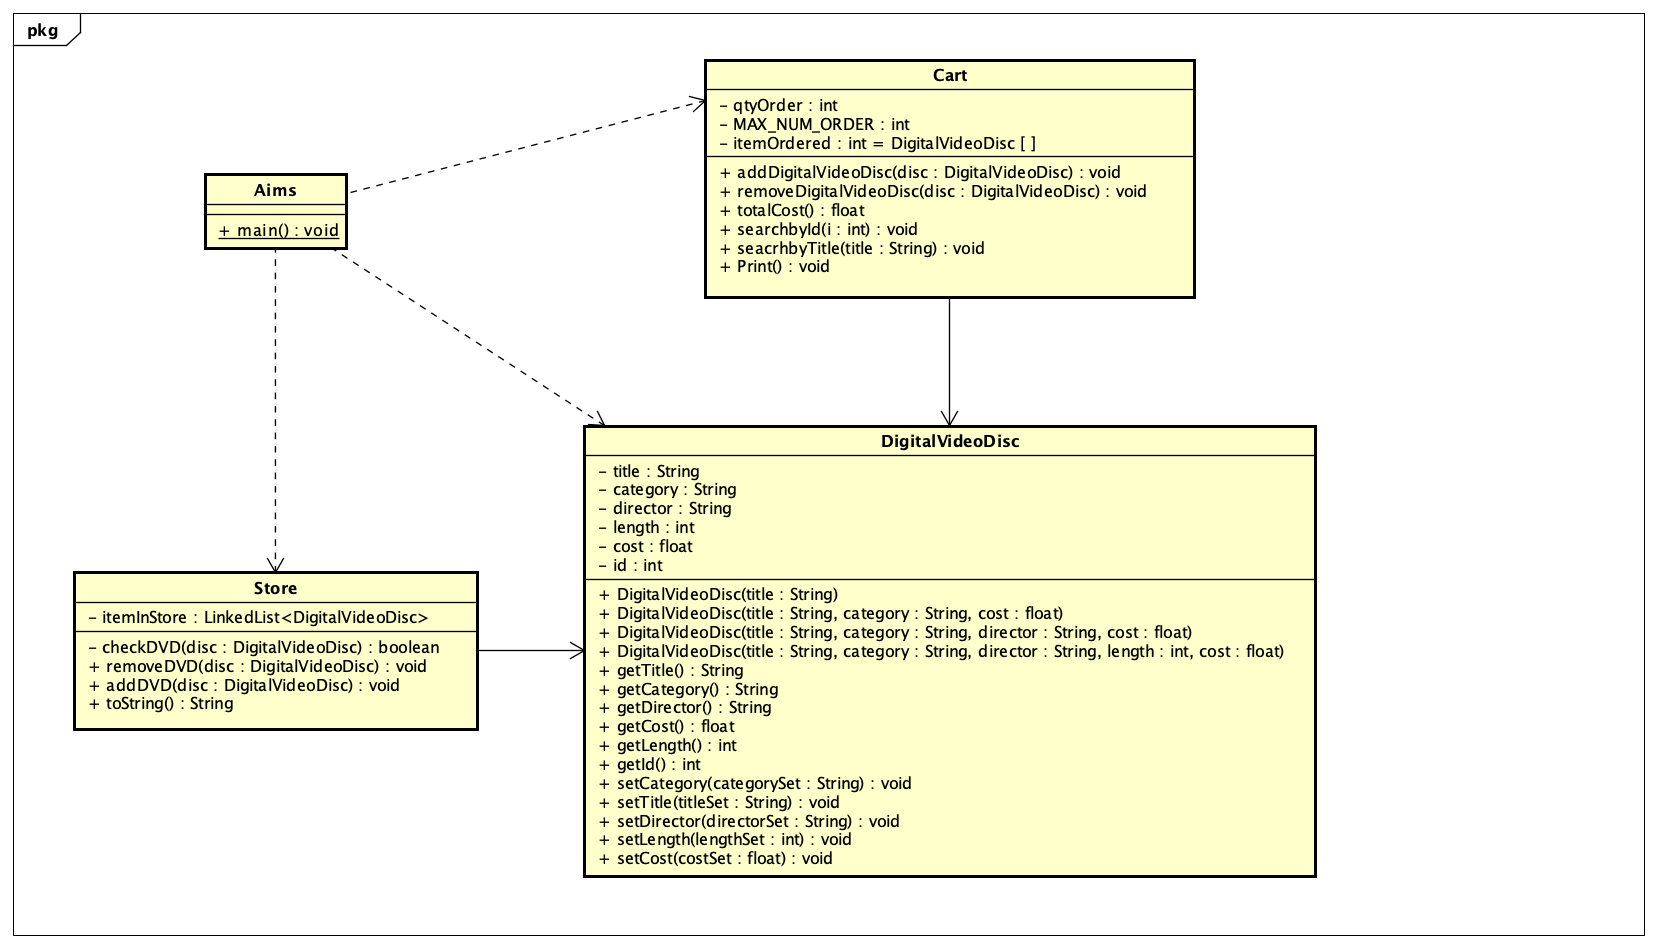 pkg
Cart
– qtyOrder : int
– MAX_NUM_ORDER : int
– itemOrdered : int = DigitalVideoDisc [ ]
+ addDigitalVideoDisc(disc : DigitalVideoDisc) : void
+ removeDigitalVideoDisc(disc : DigitalVideoDisc) : void
+ totalCost() : float
+ searchbyId(i : int) : void
+ seacrhbyTitle(title : String) : void
+ Print() : void
Aims
+ main() : void
DigitalVideoDisc
– title : String
– category : String
– director : String
– length : int
– cost : float
– id : int
+ DigitalVideoDisc(title : String)
+ DigitalVideoDisc(title : String, category : String, cost : float)
+ DigitalVideoDisc(title : String, category : String, director : String, cost : float)
+ DigitalVideoDisc(title : String, category : String, director : String, length : int, cost : float)
+ getTitle() : String
+ getCategory() : String
+ getDirector() : String
+ getCost() : float
+ getLength() : int
+ getId() : int
+ setCategory(categorySet : String) : void
+ setTitle(titleSet : String) : void
+ setDirector(directorSet : String) : void
+ setLength(lengthSet : int) : void
+ setCost(costSet : float) : void
Store
– itemInStore : LinkedList<DigitalVideoDisc>
– checkDVD(disc : DigitalVideoDisc) : boolean
+ removeDVD(disc : DigitalVideoDisc) : void
+ addDVD(disc : DigitalVideoDisc) : void
+ toString() : String